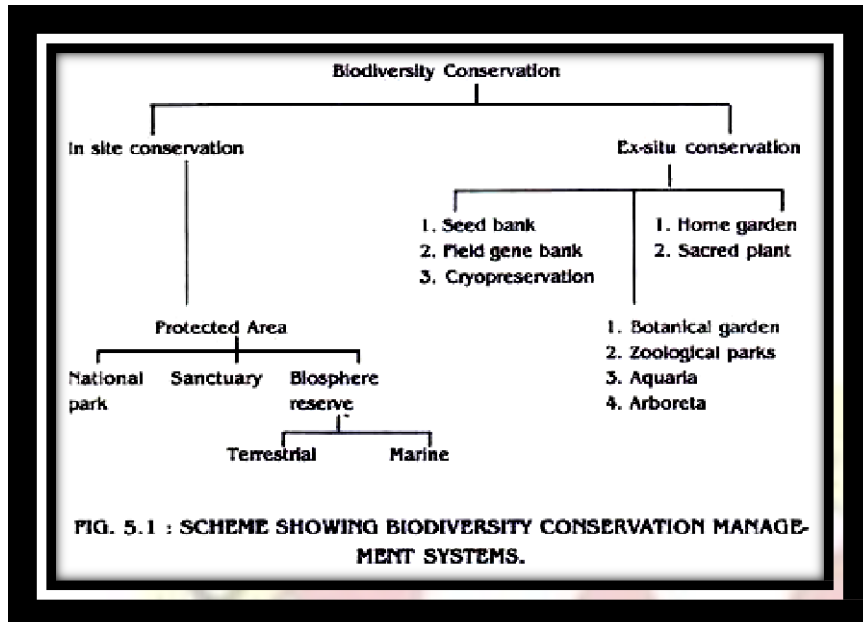 Biodiversity Conservation
In site conservation
Ex-situ conservation
1. Seed bank
2. Field gene bank
3. Cryopreservation
1. Home garden
2. Sacred plant
1. Botanical garden
2. Zoological parks
3. Aquaria
4. Arboreta
Protected Area
National park
Sanctuary
Biosphere reserve
Terrestrial
Marine
FIG. 5.1 : SCHEME SHOWING BIODIVERSITY CONSERVATION MANAGE-
MENT SYSTEMS.